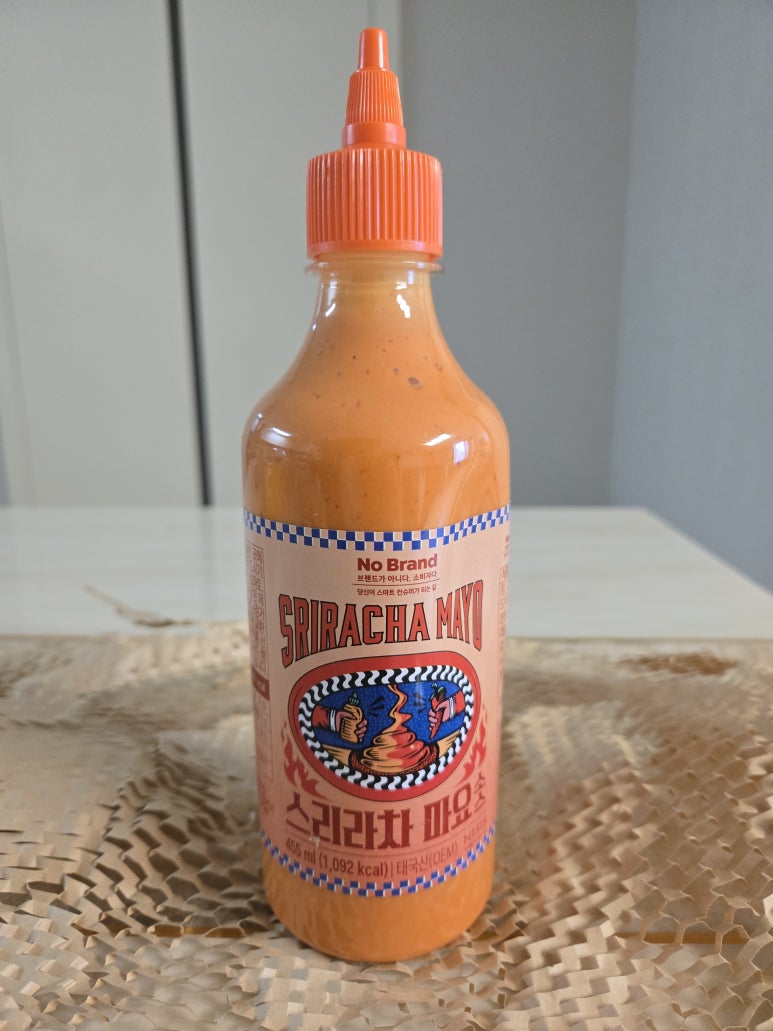 No Brand
브랜드가 아니다, 소비자다
당신이 스마트 컨슈머가 되는 길
SRIRACHA MAYO
스리라차 마요 소스
455 ml (1,092 kcal) | 태국산(OEM)